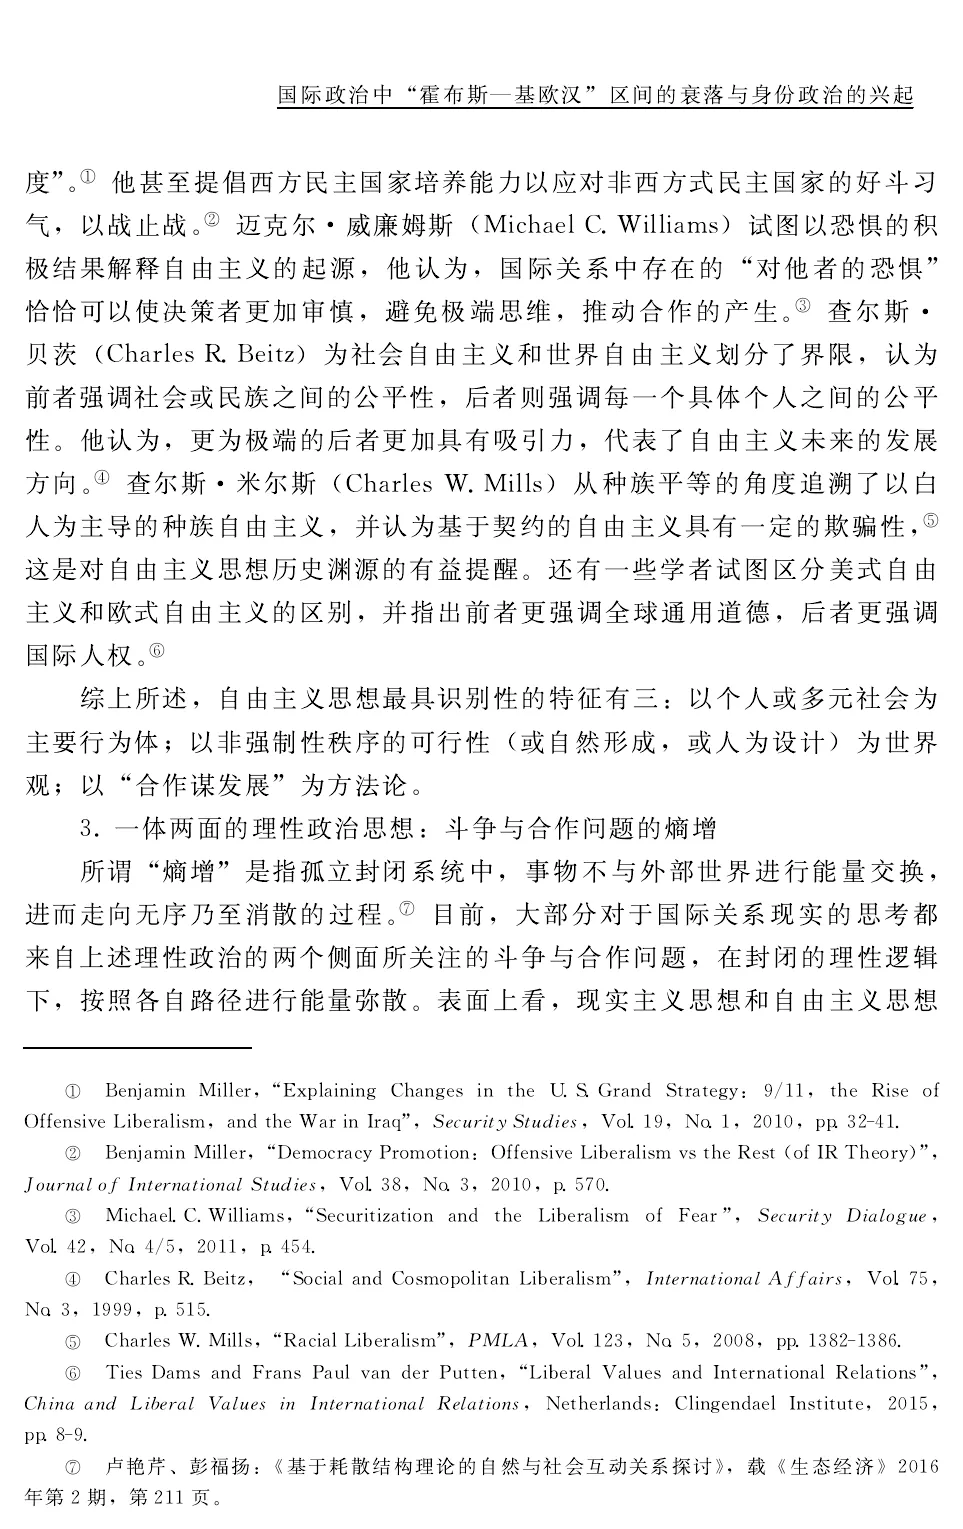 国际政治中“霍布斯—基欧汉”区间的衰落与身份政治的兴起
度”。① 他甚至提倡西方民主国家培养能力以应对非西方式民主国家的好斗习
气，以战止战。② 迈克尔·威廉姆斯（Michael C. Williams）试图以恐惧的积
极结果解释自由主义的起源，他认为，国际关系中存在的“对他者的恐惧”
恰恰可以使决策者更加审慎，避免极端思维，推动合作的产生。③ 查尔斯·
贝茨（Charles R. Beitz）为社会自由主义和世界自由主义划分了界限，认为
前者强调社会或民族之间的公平性，后者则强调每一个具体个人之间的公平
性。他认为，更为极端的后者更加具有吸引力，代表了自由主义未来的发展
方向。④ 查尔斯·米尔斯（Charles W. Mills）从种族平等的角度追溯了以白
人为主导的种族自由主义，并认为基于契约的自由主义具有一定的欺骗性，⑤
这是对自由主义思想历史渊源的有益提醒。还有一些学者试图区分美式自由
主义和欧式自由主义的区别，并指出前者更强调全球通用道德，后者更强调
国际人权。⑥
综上所述，自由主义思想最具识别性的特征有三：以个人或多元社会为
主要行为体；以非强制性秩序的可行性（或自然形成，或人为设计）为世界
观；以“合作谋发展”为方法论。
3. 一体两面的理性政治思想：斗争与合作问题的熵增
所谓“熵增”是指孤立封闭系统中，事物不与外部世界进行能量交换，
进而走向无序乃至消散的过程。⑦ 目前，大部分对于国际关系现实的思考都
来自上述理性政治的两个侧面所关注的斗争与合作问题，在封闭的理性逻辑
下，按照各自路径进行能量弥散。表面上看，现实主义思想和自由主义思想
① Benjamin Miller，“Explaining Changes in the U. S. Grand Strategy：9/11，the Rise of
Offensive Liberalism，and the War in Iraq”，Security Studies，Vol. 19，No. 1，2010，pp. 32-41.
② Benjamin Miller，“Democracy Promotion：Offensive Liberalism vs the Rest (of IR Theory)”，
Journal of International Studies，Vol. 38，No. 3，2010，p. 570.
③ Michael. C. Williams，“Securitization and the Liberalism of Fear”，Security Dialogue，
Vol. 42，No. 4/5，2011，p. 454.
④ Charles R. Beitz，“Social and Cosmopolitan Liberalism”，International Affairs，Vol. 75，
No. 3，1999，p. 515.
⑤ Charles W. Mills，“Racial Liberalism”，PMLA，Vol. 123，No. 5，2008，pp. 1382-1386.
⑥ Ties Dams and Frans Paul van der Putten，“Liberal Values and International Relations”，
China and Liberal Values in International Relations，Netherlands：Clingendael Institute，2015，
pp. 8-9.
⑦ 卢艳芹、彭福扬：《基于耗散结构理论的自然与社会互动关系探讨》，载《生态经济》2016
年第 2 期，第 211 页。